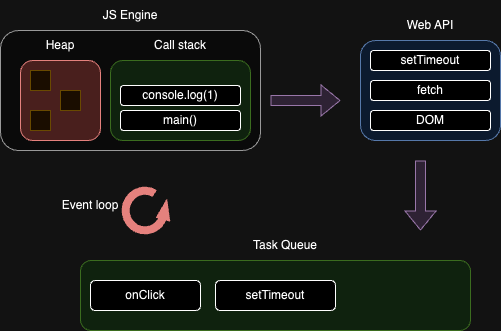 JS Engine
Web API
Heap
Call stack
setTimeout
console.log(1)
fetch
main()
DOM
Event loop
Task Queue
onClick
setTimeout